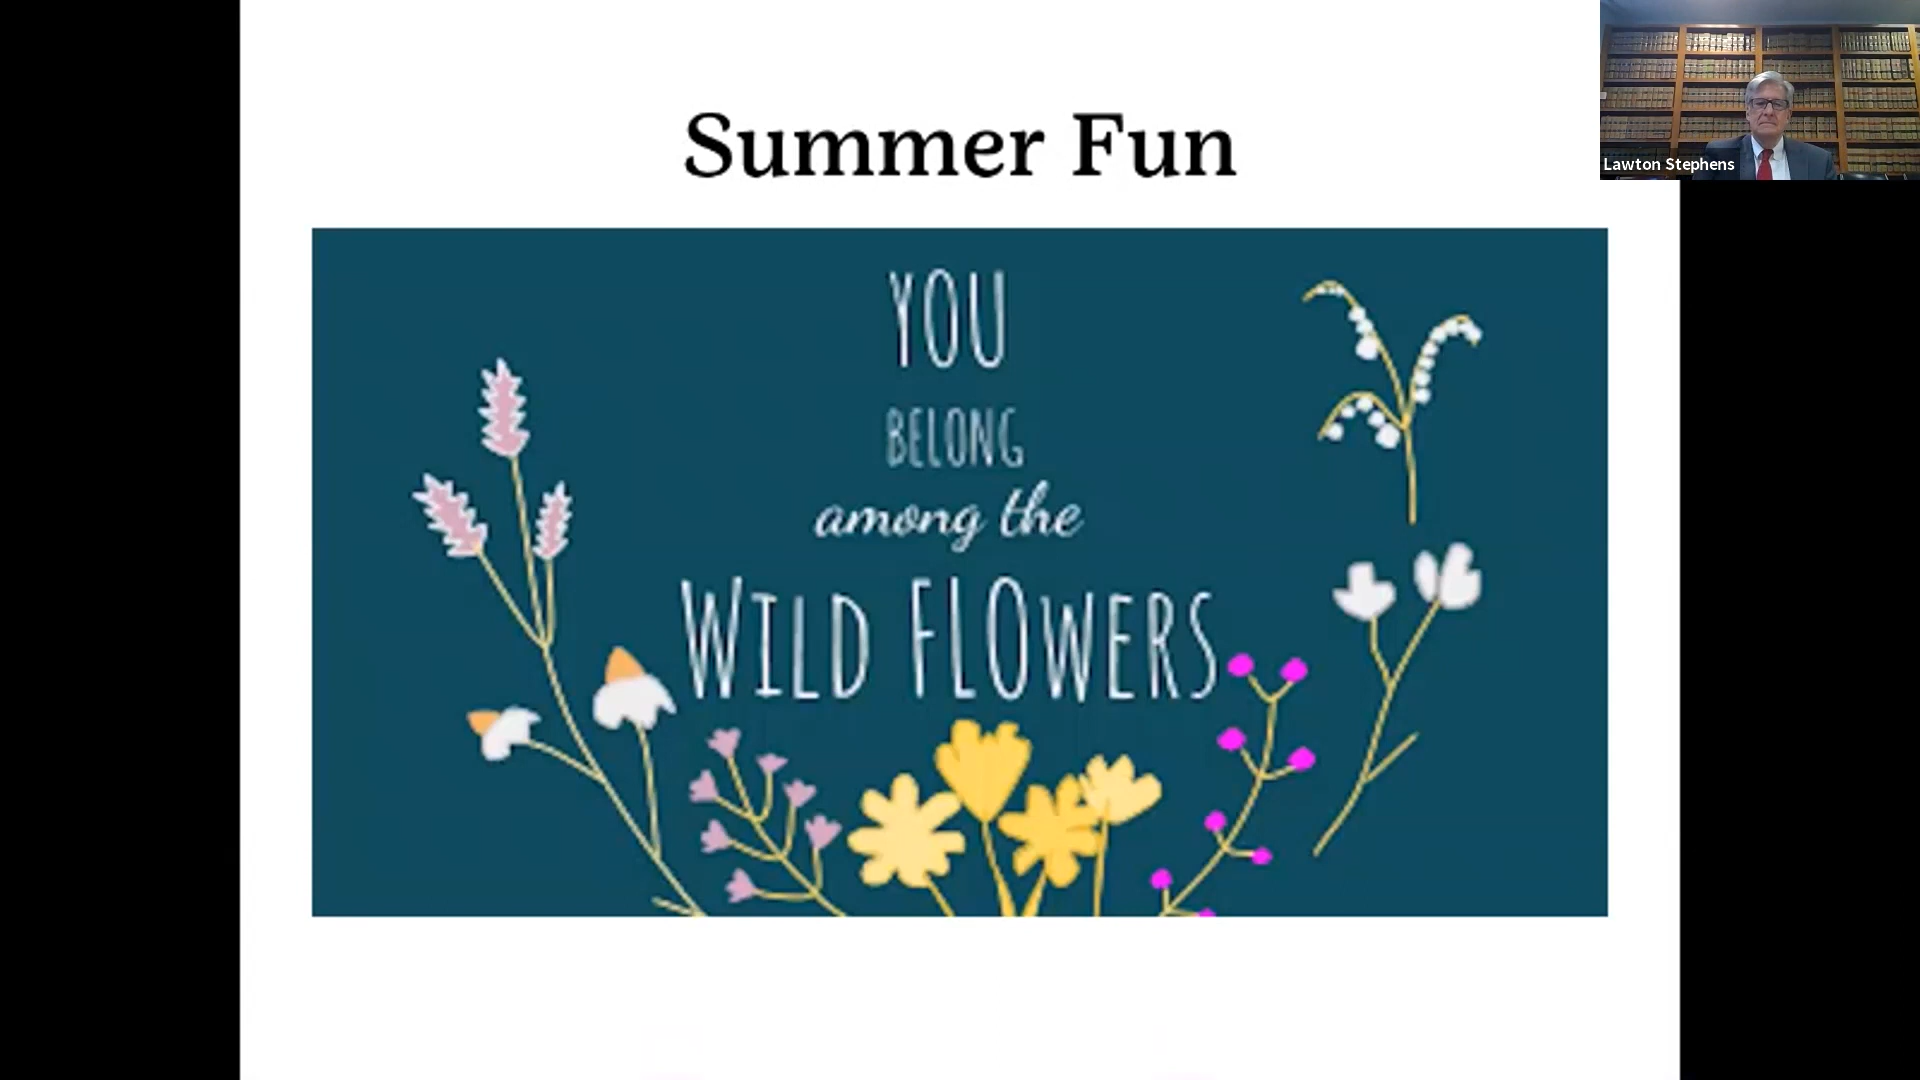 Summer Fun
Lawton Stephens
YOU
BELONG
among the
WILD FLOWERS